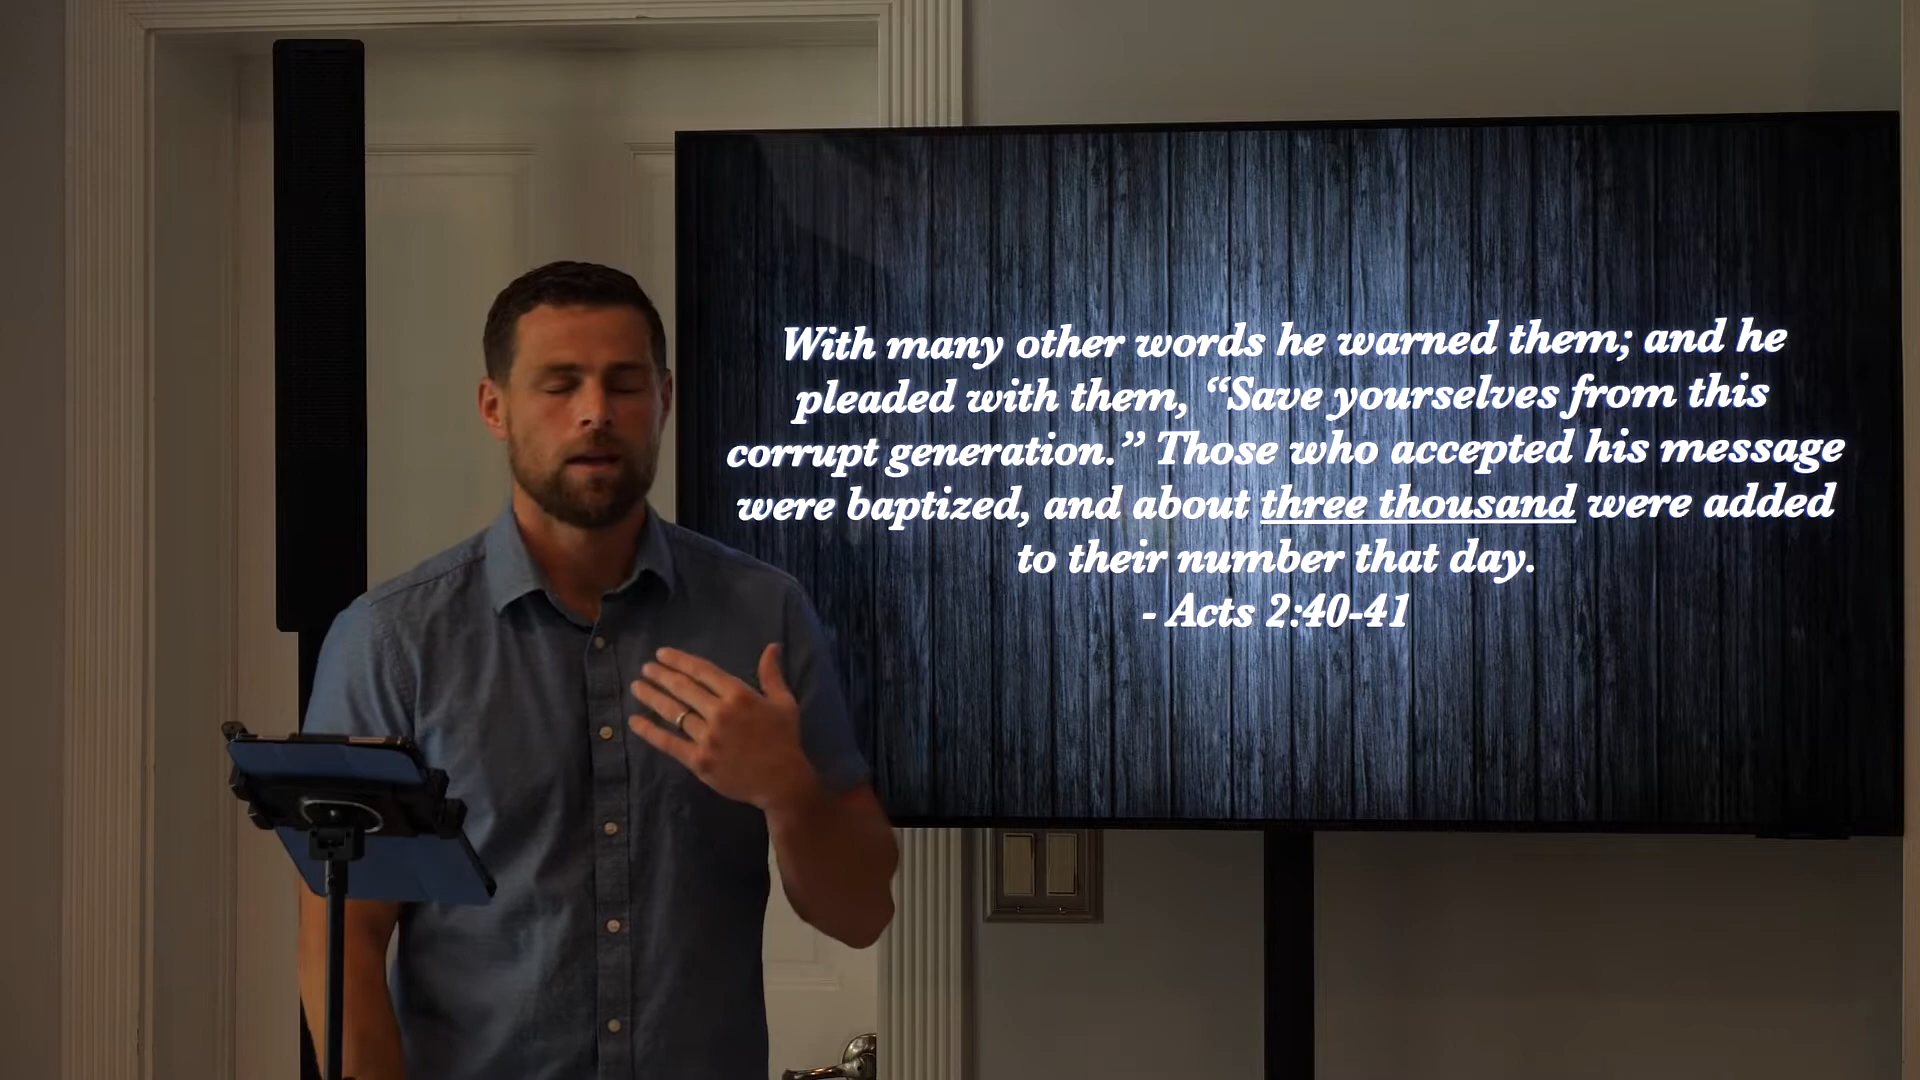 With many other words he warned them; and he
pleaded with them, “Save yourselves from this
corrupt generation.” Those who accepted his message
were baptized, and about three thousand were added
to their number that day.
- Acts 2:40-41